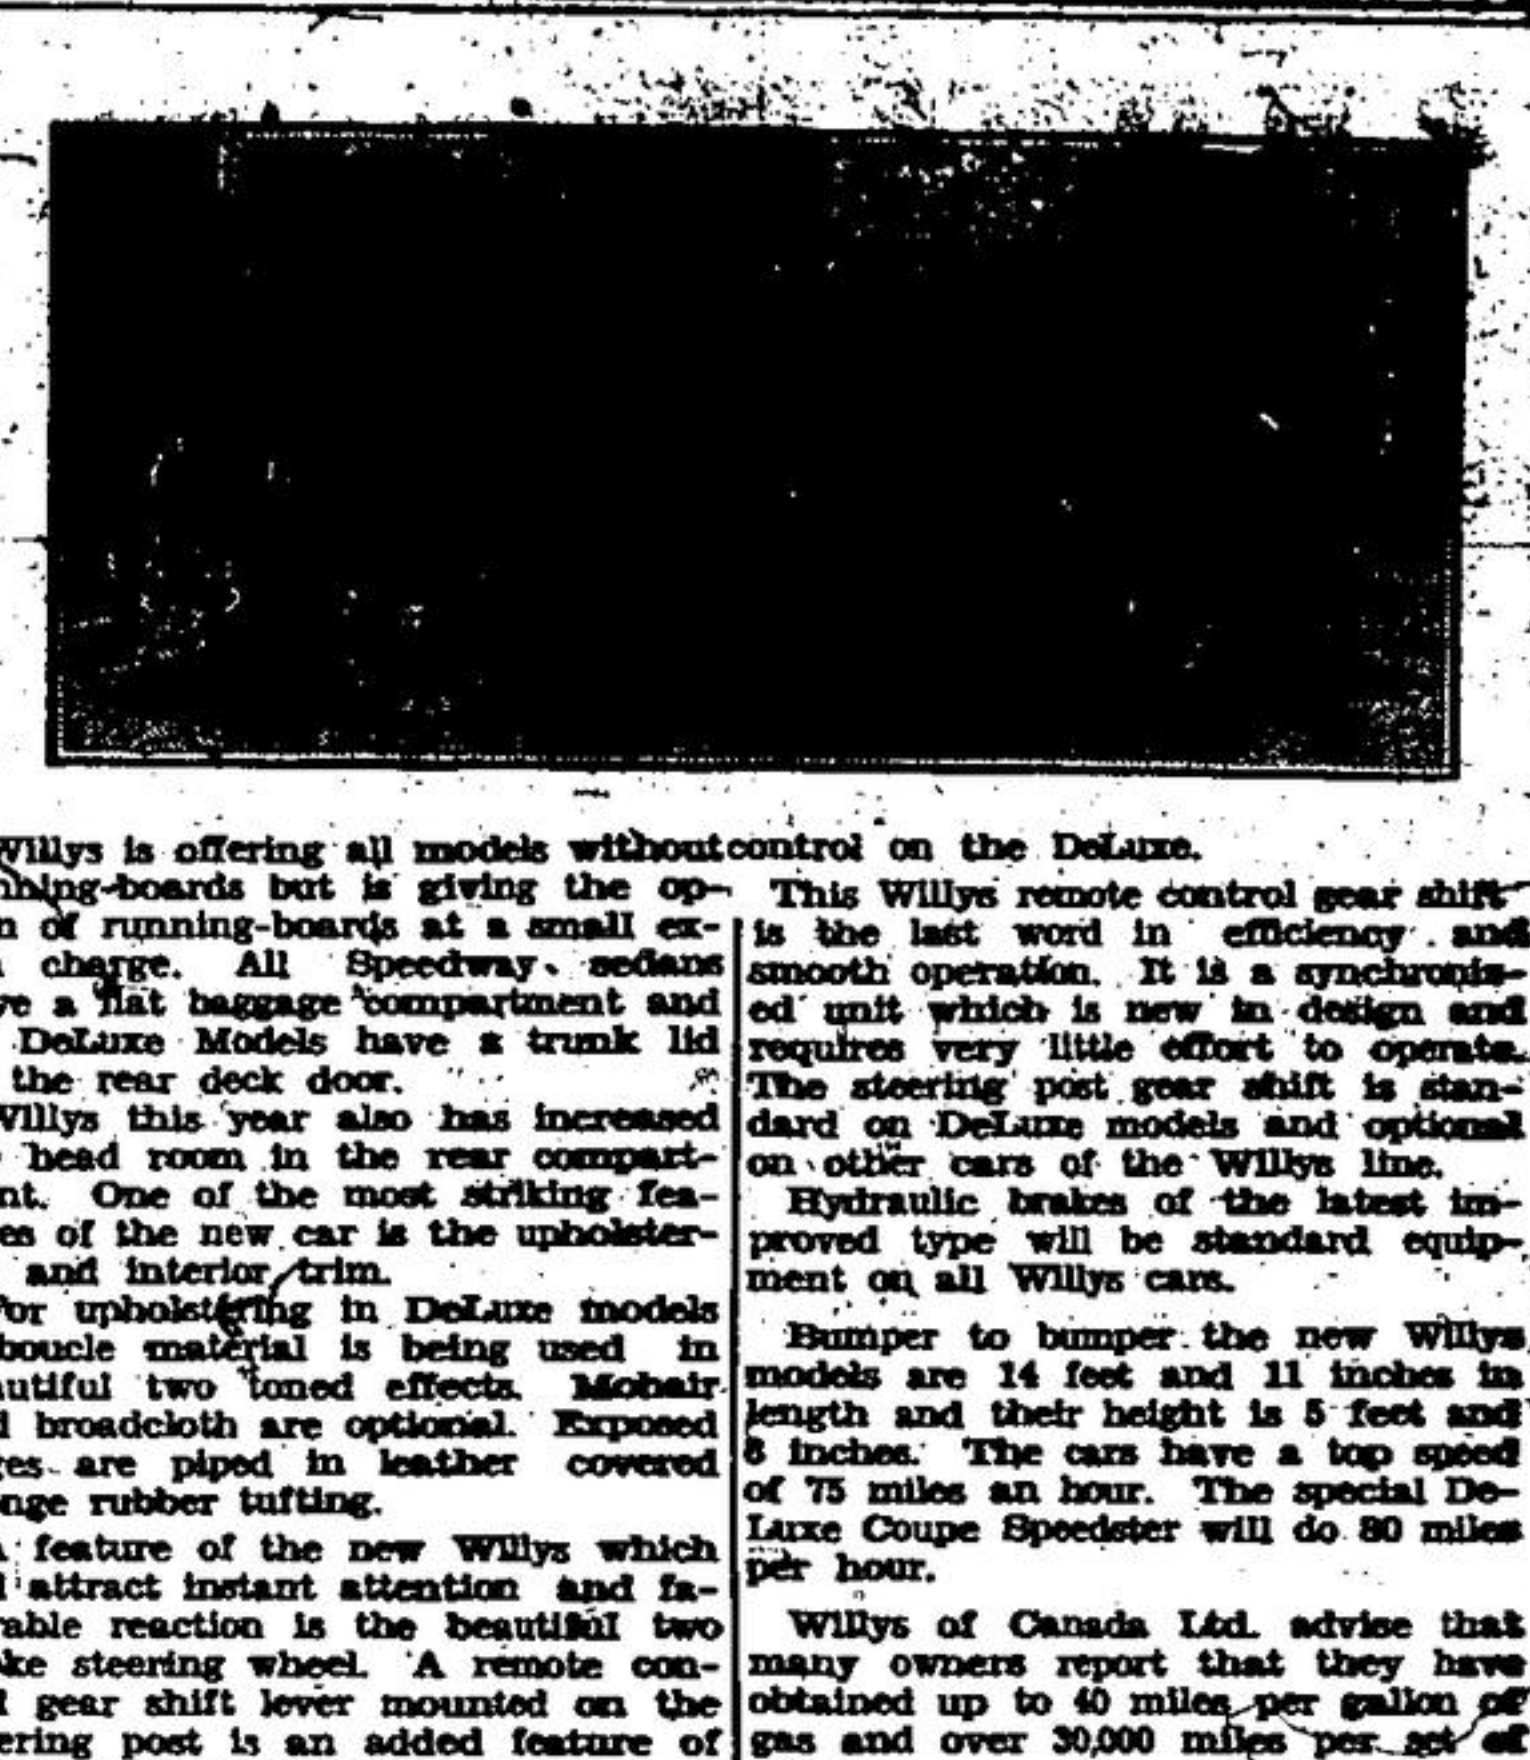 Willys is offering all models without
nning-boards but is giving the op-
n of running-boards at a small ex-
charge. All Speedway sedans
ve a flat baggage compartment and
DeLuxe Models have a trunk lid
the rear deck door.
Willys this year also has increased
head room in the rear compart-
nt. One of the most striking fea-
es of the new car is the upholster-
and interior trim.
For upholstering in DeLuxe models
boucle material is being used in
autiful two toned effects. Mohair
d broadcloth are optional. Exposed
ges are piped in leather covered
nge rubber tufting.
A feature of the new Willys which
l attract instant attention and fa-
rable reaction is the beautiful two
ke steering wheel. A remote con-
l gear shift lever mounted on the
ering post is an added feature of
control on the DeLuxe.
This Willys remote control gear shift
is the last word in efficiency and
smooth operation. It is a synchronis-
ed unit which is new in design and
requires very little effort to operate.
The steering post gear shift is stan-
dard on DeLuxe models and optional
on other cars of the Willys line.
Hydraulic brakes of the latest im-
proved type will be standard equip-
ment on all Willys cars.
Bumper to bumper the new Willys
models are 14 feet and 11 inches in
length and their height is 5 feet and
inches. The cars have a top speed
of 75 miles an hour. The special De-
Luxe Coupe Speedster will do 80 miles
per hour.
Willys of Canada Ltd. advise that
many owners report that they have
obtained up to 40 miles per gallon of
gas and over 30,000 miles per set of